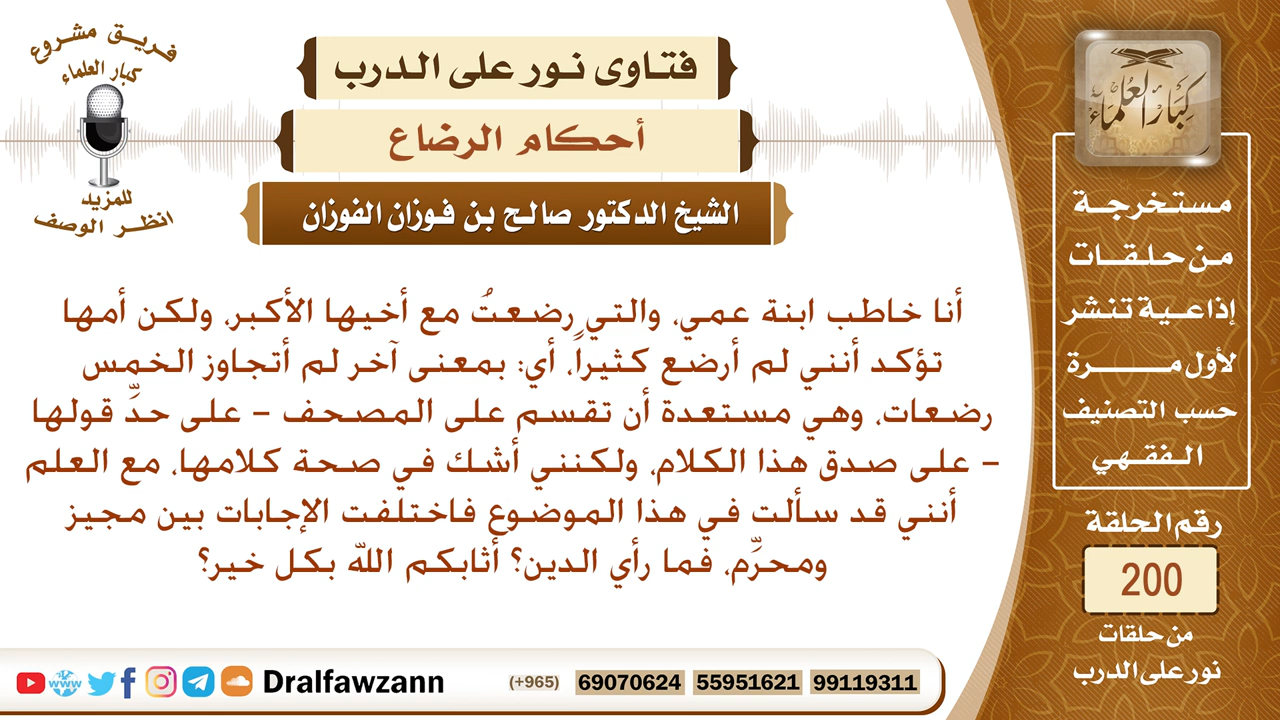 فريق مشروع
كبار العلماء
للمزيد
انظر الوصف
فتاوى نور على الدرب
أحكام الرضاع
الشيخ الدكتور صالح بن فوزان الفوزان
أنا خاطب ابنة عمي، والتي رضعتُ مع أخيها الأكبر، ولكن أمها
تؤكد أنني لم أرضع كثيراً، أي: بمعنى آخر لم أتجاوز الخمس
رضعات، وهي مستعدة أن تقسم على المصحف – على حدِّ قولها
– على صدق هذا الكلام، ولكنني أشك في صحة كلامها، مع العلم
أنني قد سألت في هذا الموضوع فاختلفت الإجابات بين مجيز
ومحرِّم، فما رأي الدين؟ أثابكم الله بكل خير؟
كبار العلماء
مستخرجة
من حلقات
إذاعية تنشر
لأول مرة
حسب التصنيف
الفقهي
رقم الحلقة
200
من حلقات
نور على الدرب
www Dralfawzann (+965) 69070624 55951621 99119311